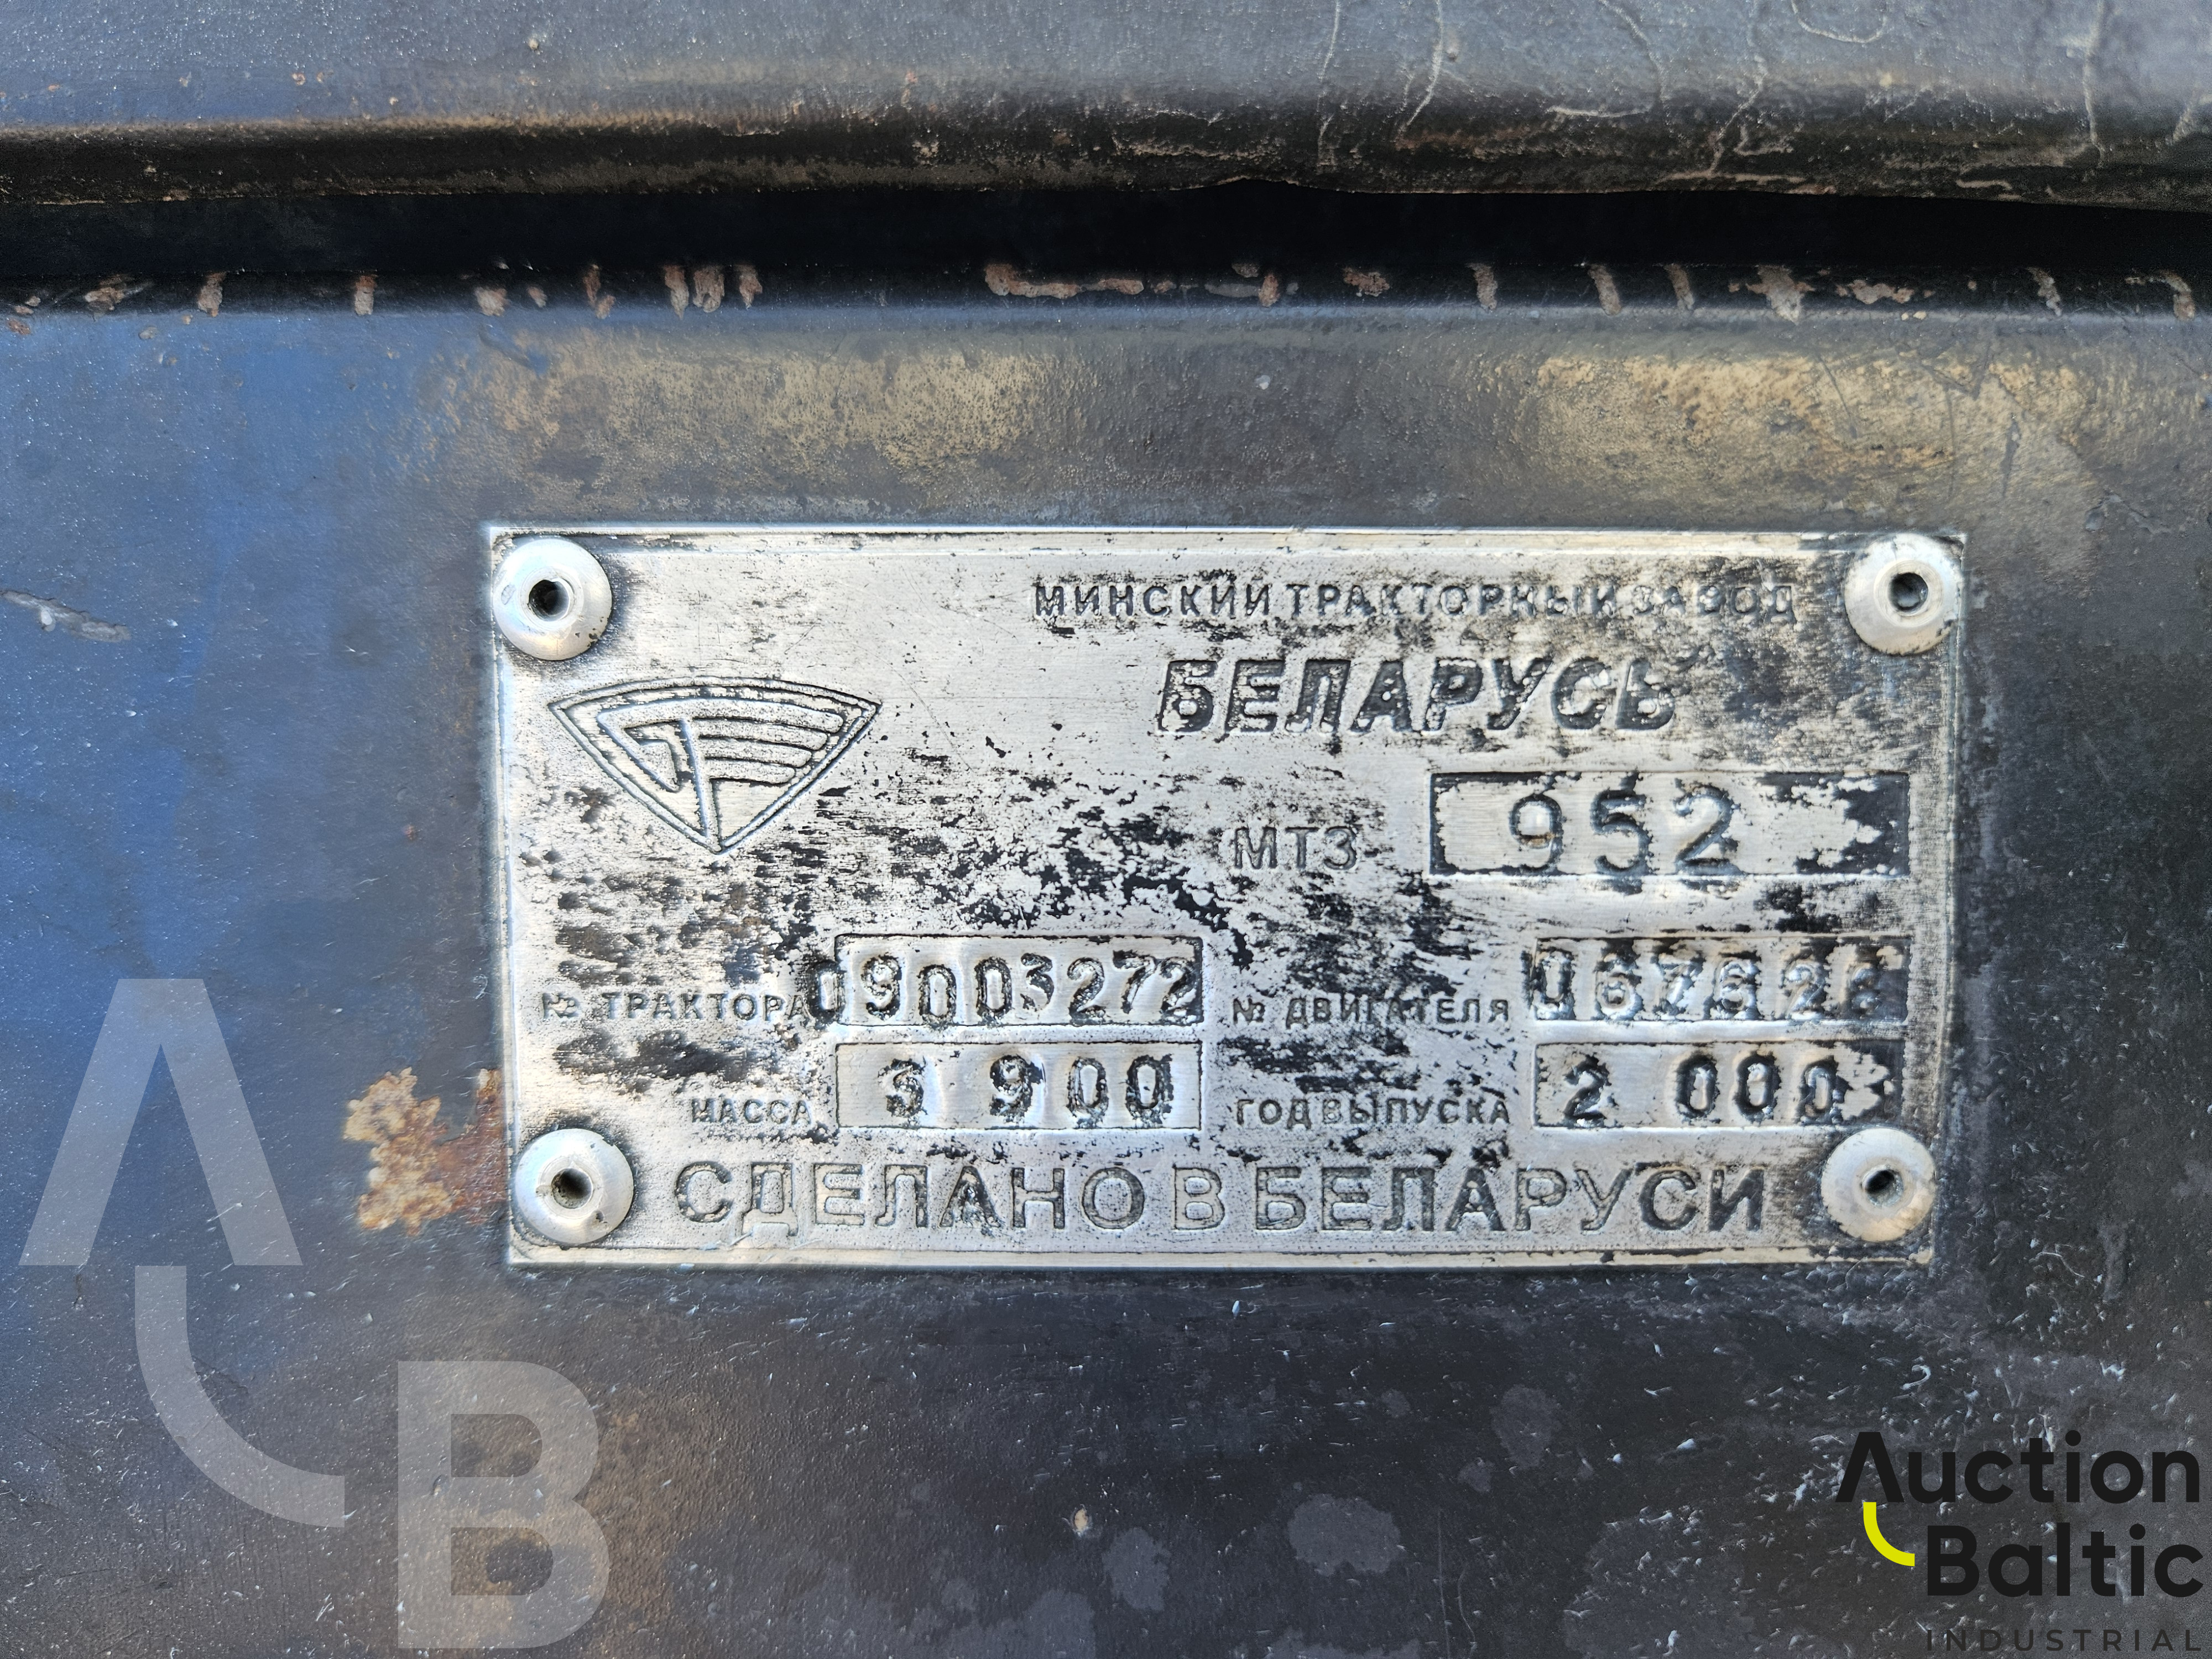 МИНСКИЙ ТРАКТОРНЫЙ ЗАВОД
БЕЛАРУСЬ
МТЗ 952
№ ТРАКТОРА 09003272 № ДВИГАТЕЛЯ
МАССА 3 900 ГОД ВЫПУСКА 2 000
СДЕЛАНО В БЕЛАРУСИ
AB
Auction
Baltic
INDUSTRIAL